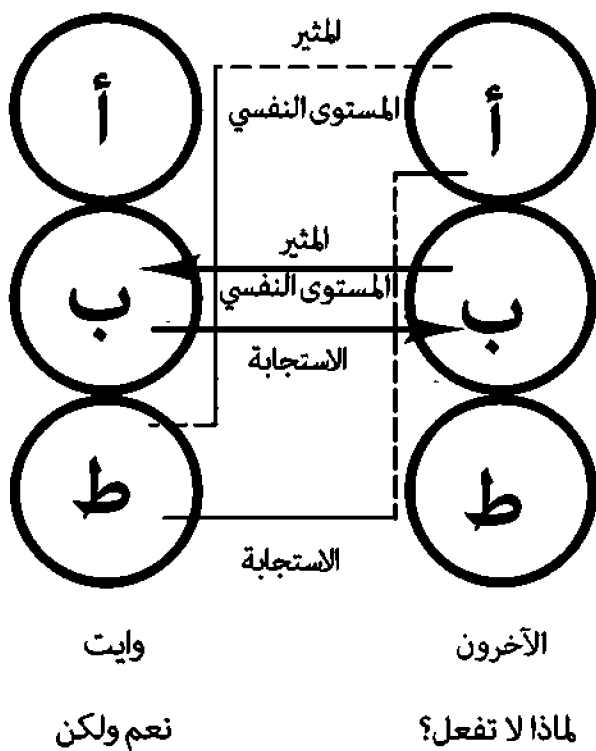 المثير
أ
أ
المستوى النفسي
المثير
ب
المستوى النفسي
ب
الاستجابة
ط
ط
الاستجابة
الآخرون
وايت
لماذا لا تفعل؟
نعم ولكن